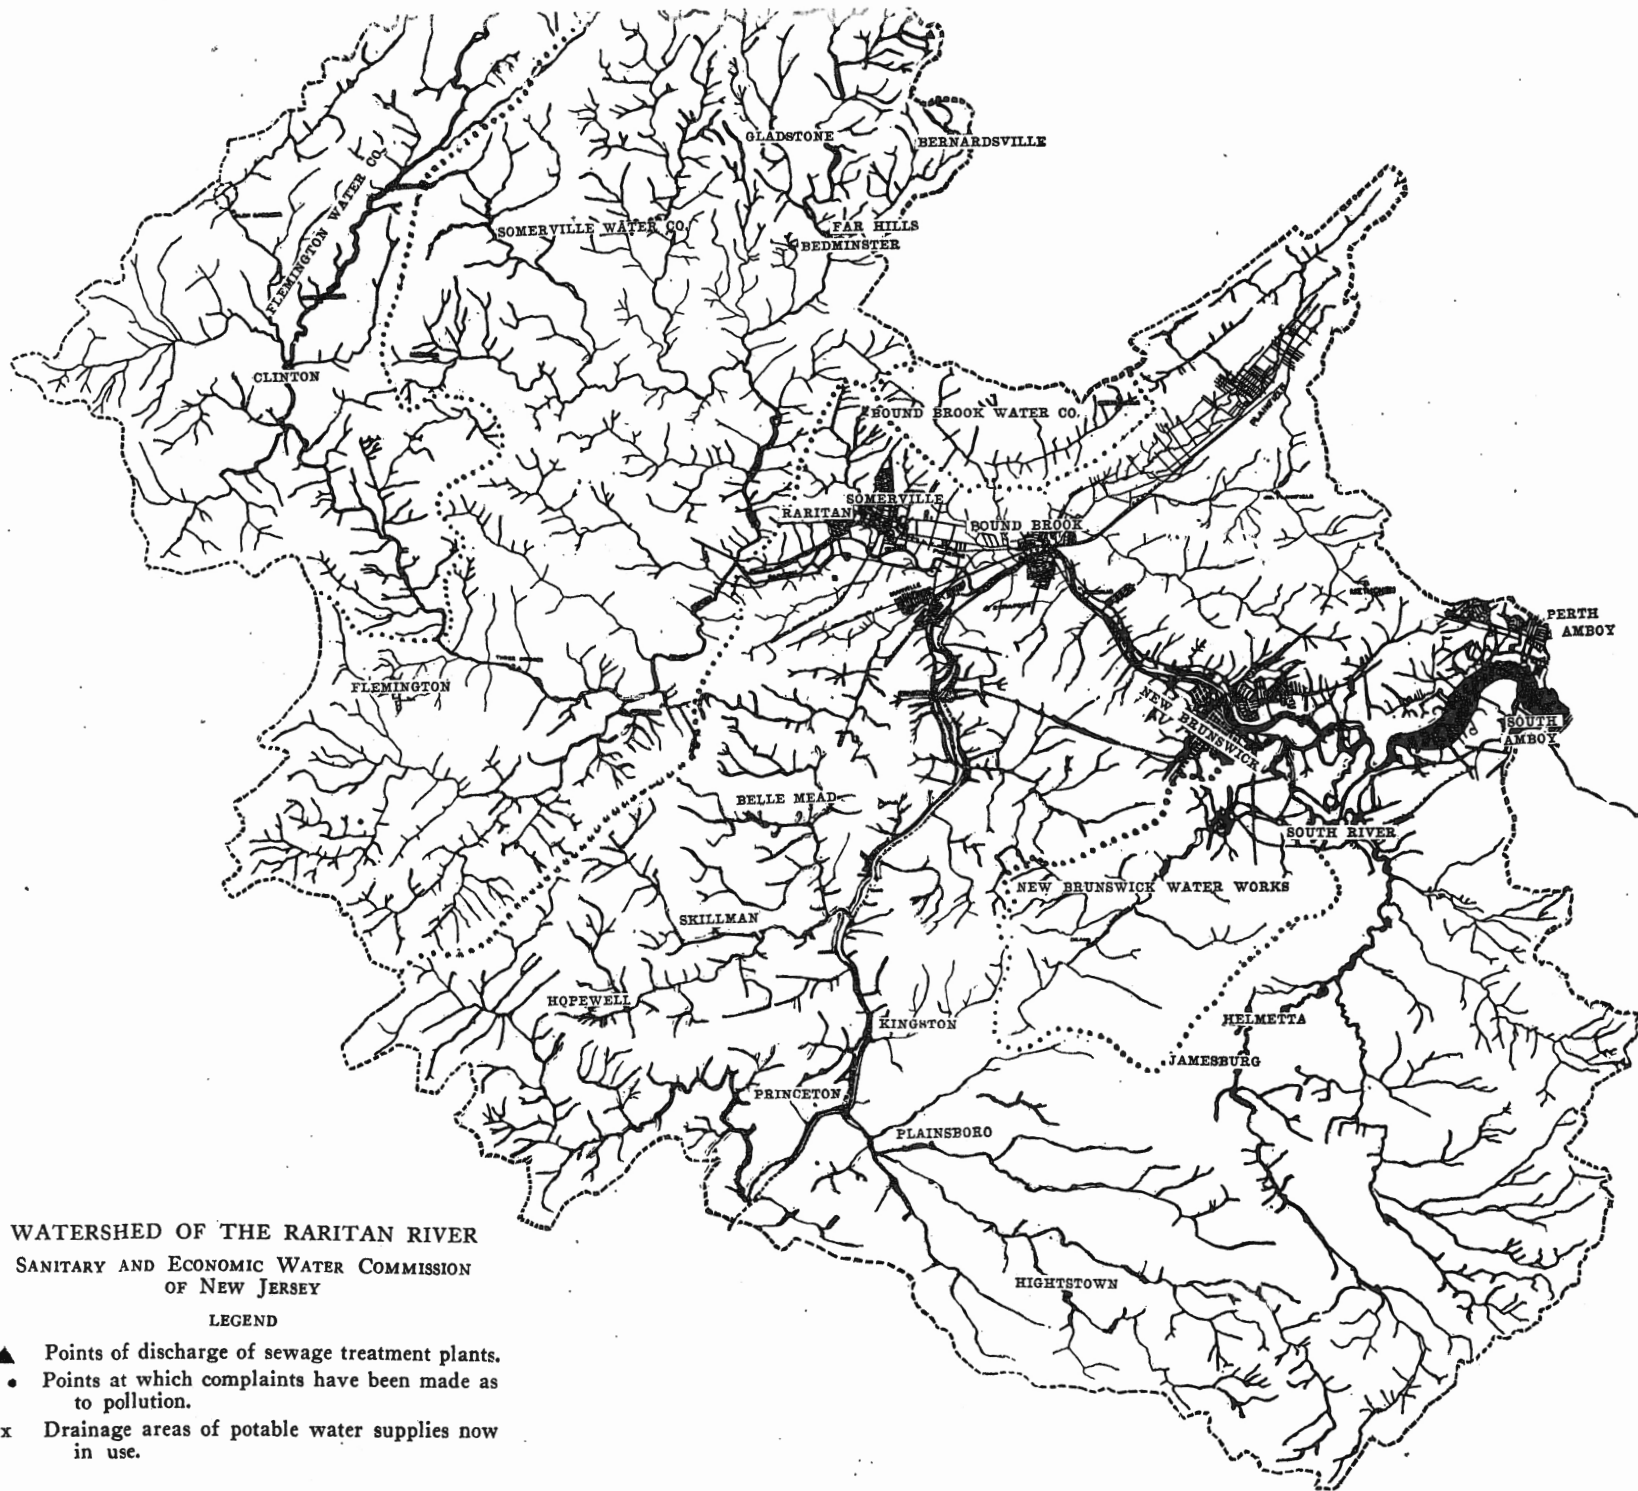 GLADSTONE
BERNARDSVILLE
FLEMINGTON WATER CO.
SOMERVILLE WATER CO.
FAR HILLS
BEDMINSTER
CLINTON
BOUND BROOK WATER CO.
PLAINFIELD
SOMERVILLE
RARITAN
BOUND BROOK
METUCHEN
PERTH
AMBOY
FLEMINGTON
NEW BRUNSWICK
SOUTH
AMBOY
BELLE MEAD
SOUTH RIVER
NEW BRUNSWICK WATER WORKS
SKILLMAN
HOPEWELL
KINGSTON
HELMETTA
JAMESBURG
PRINCETON
PLAINSBORO
HIGHTSTOWN
WATERSHED OF THE RARITAN RIVER
SANITARY AND ECONOMIC WATER COMMISSION
OF NEW JERSEY
LEGEND
Points of discharge of sewage treatment plants.
Points at which complaints have been made as
to pollution.
x Drainage areas of potable water supplies now
in use.